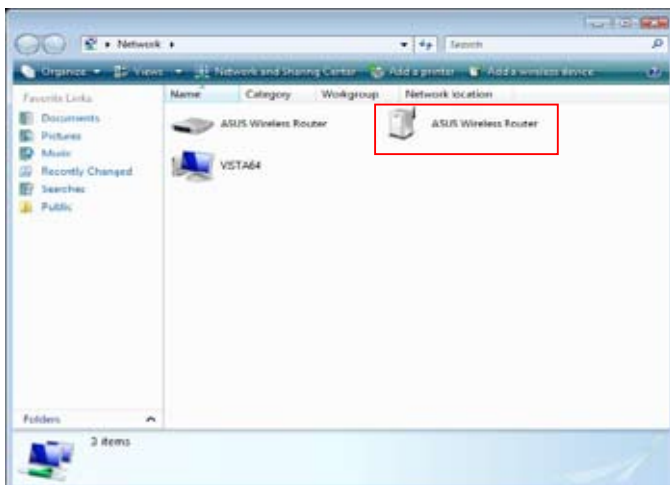 Network
Search
Organize Views Network and Sharing Center Add a printer Add a wireless device
Favorite Links
Name Category Workgroup Network location
Documents
Pictures
Music
Recently Changed
Searches
Public
ASUS Wireless Router ASUS Wireless Router
VISTA64
Folders
3 items